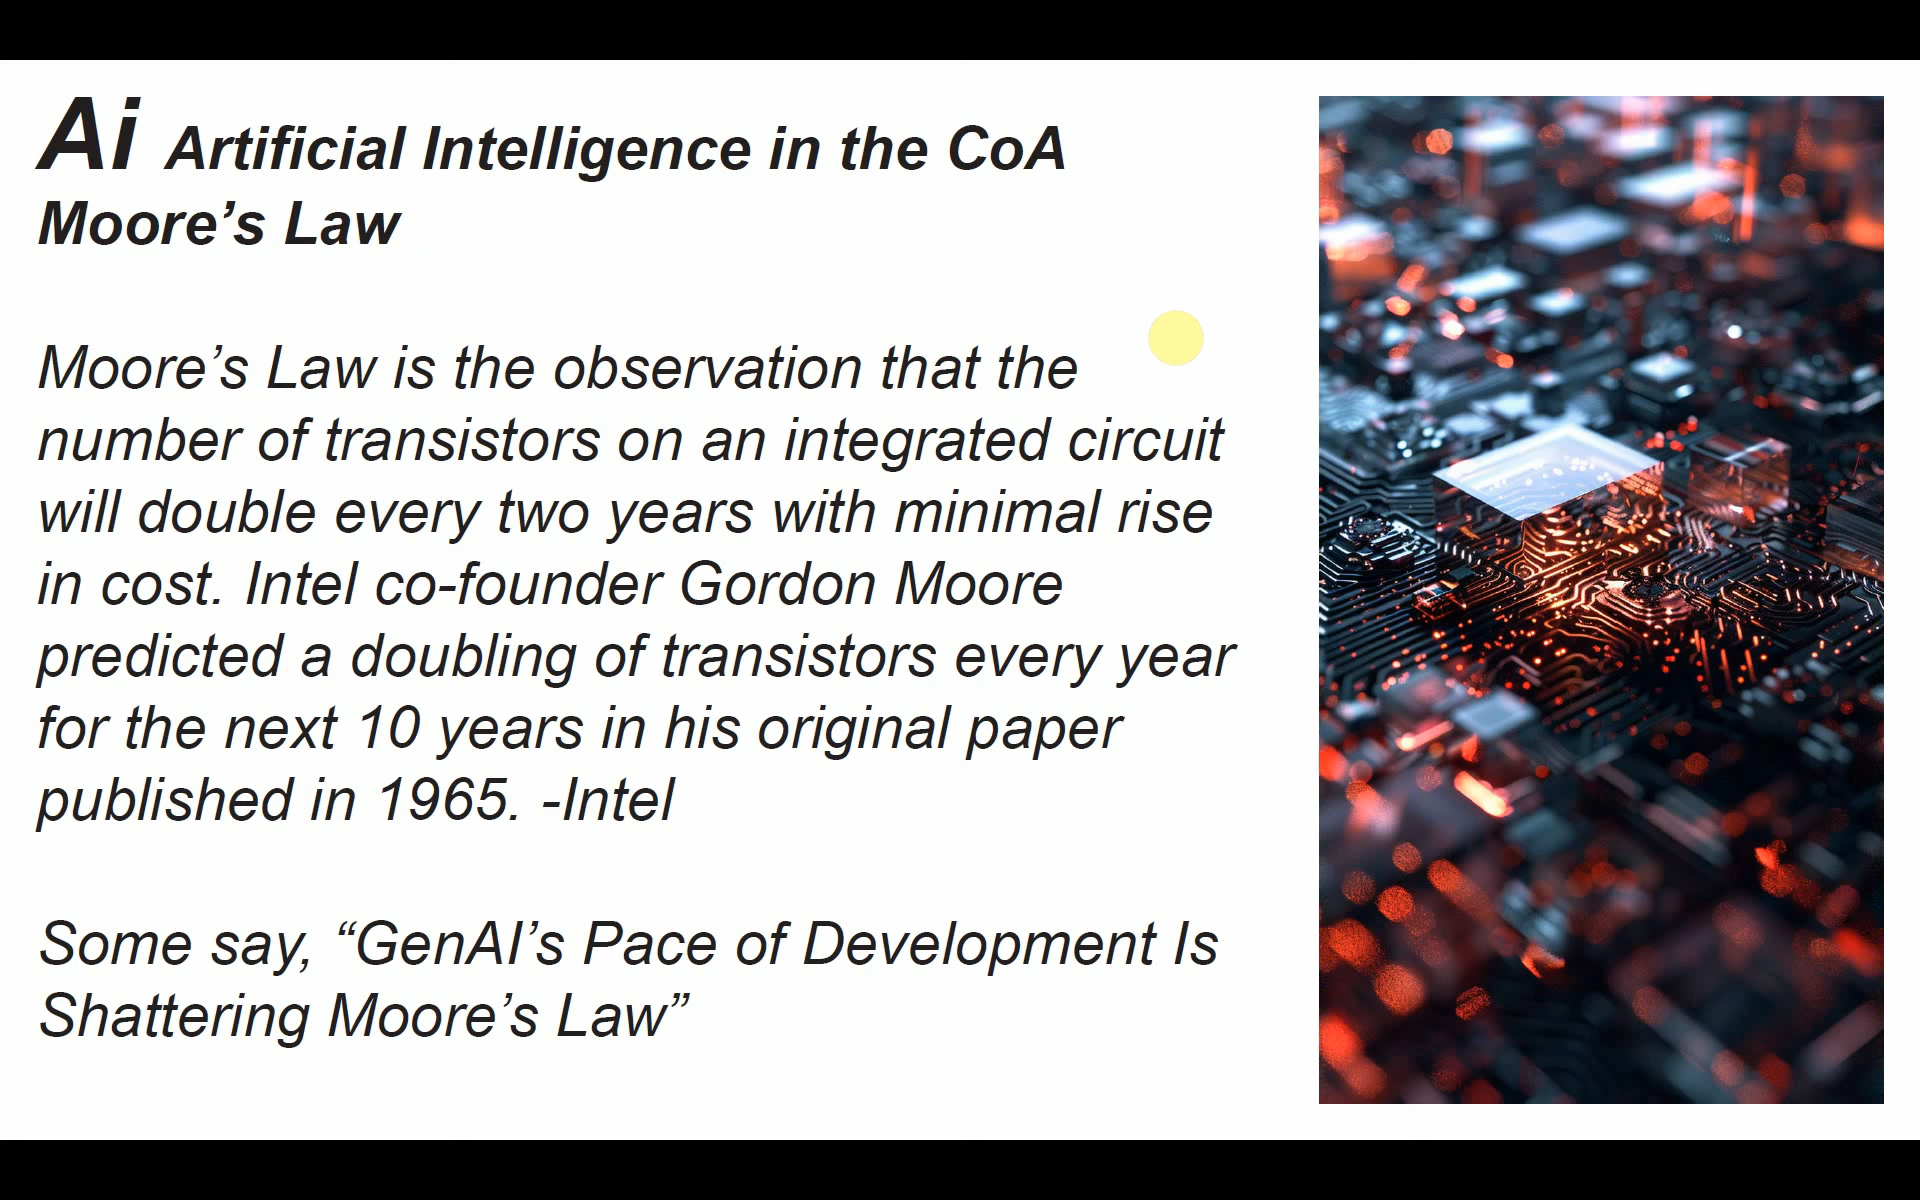 Ai Artificial Intelligence in the CoA
Moore’s Law
Moore’s Law is the observation that the
number of transistors on an integrated circuit
will double every two years with minimal rise
in cost. Intel co-founder Gordon Moore
predicted a doubling of transistors every year
for the next 10 years in his original paper
published in 1965. -Intel
Some say, “GenAI’s Pace of Development Is
Shattering Moore’s Law”